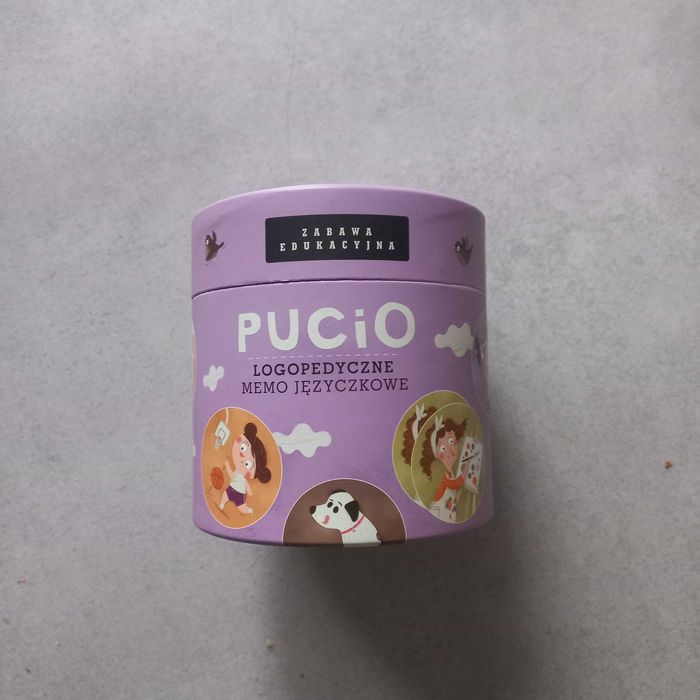 ZABAWA
EDUKACYJNA
PUCiO
LOGOPEDYCZNE
MEMO JĘZYCZKOWE